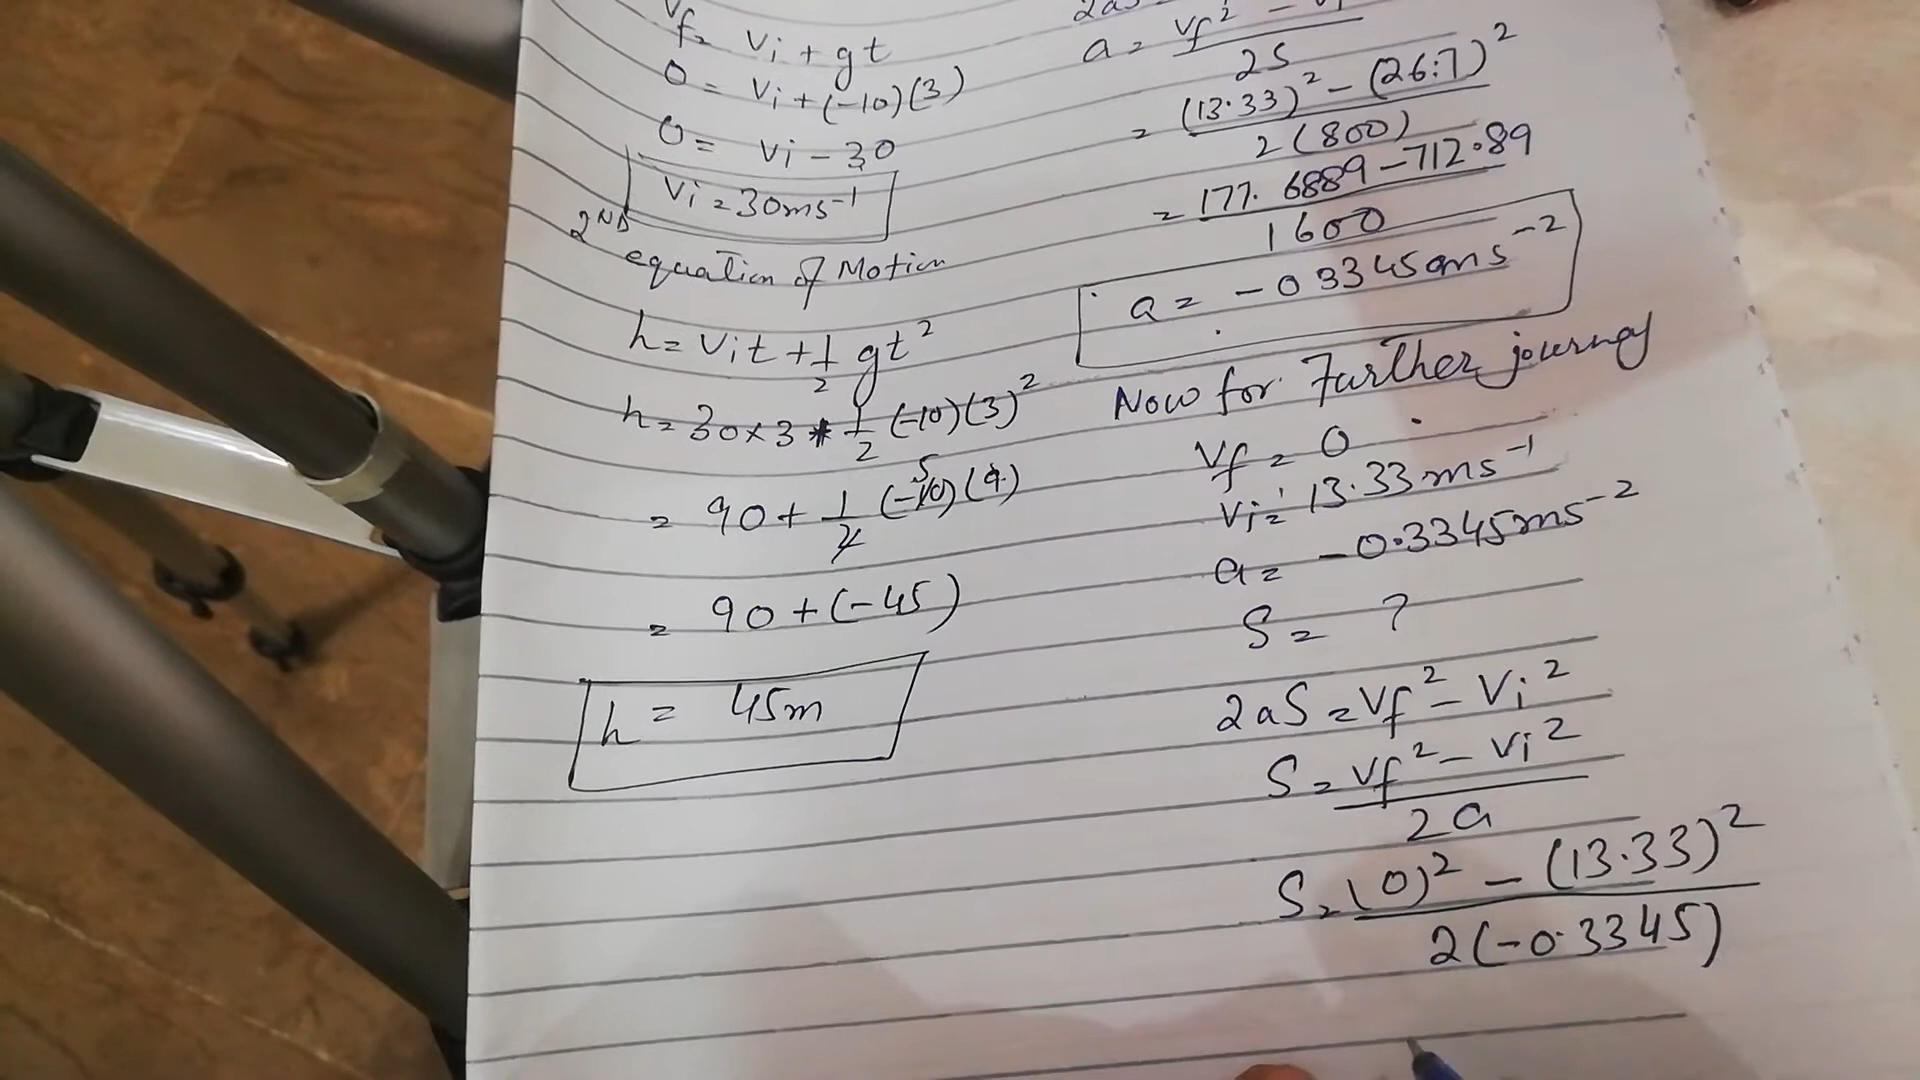 Vf = Vi + gt
0 = Vi + (-10)(3)
0 = Vi - 30
Vi = 30ms⁻¹
2ND
equation of Motion
h = Vit + 1/2 gt²
h = 30 x 3 + 1/2 (-10)(3)²
= 90 + 1/2 (-10)(9) 5
= 90 + (-45)
h = 45m
2aS
a = Vf² - Vi / 2S
= (13.33)² - (26.7)² / 2(800)
= 177.6889 - 712.89 / 1600
a = -03345ms⁻²
Now for Further journey
Vf = 0
Vi = 13.33ms⁻¹
a = -0.3345ms⁻²
S = ?
2aS = Vf² - Vi²
S = Vf² - Vi² / 2a
S = (0)² - (13.33)² / 2(-0.3345)